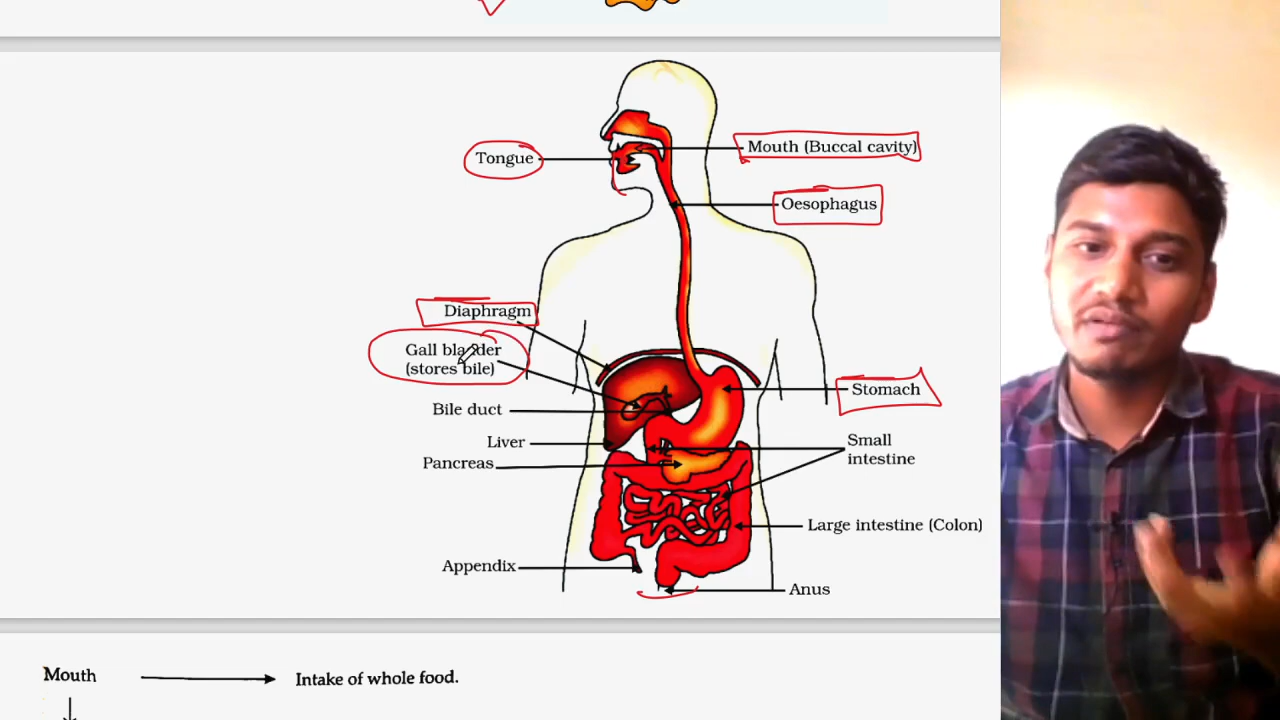 Tongue
Mouth (Buccal cavity)
Oesophagus
Diaphragm
Gall bladder
(stores bile)
Stomach
Bile duct
Liver
Small
intestine
Pancreas
Large intestine (Colon)
Appendix
Anus
Mouth
Intake of whole food.